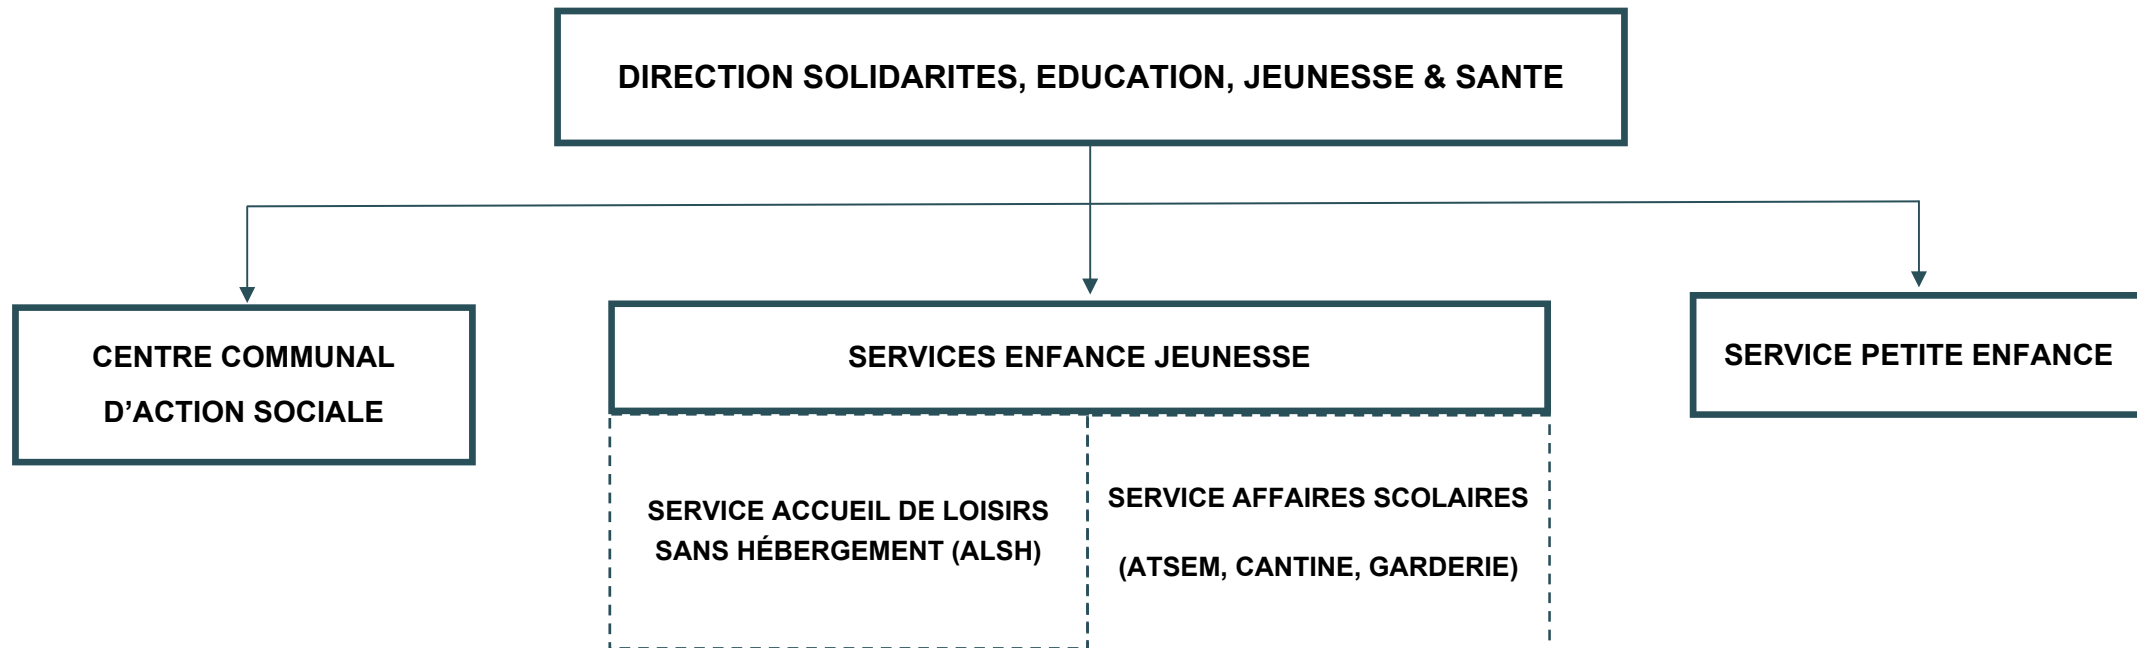 DIRECTION SOLIDARITES, EDUCATION, JEUNESSE & SANTE
CENTRE COMMUNAL
D’ACTION SOCIALE
SERVICES ENFANCE JEUNESSE
SERVICE PETITE ENFANCE
SERVICE ACCUEIL DE LOISIRS
SANS HÉBERGEMENT (ALSH)
SERVICE AFFAIRES SCOLAIRES
(ATSEM, CANTINE, GARDERIE)